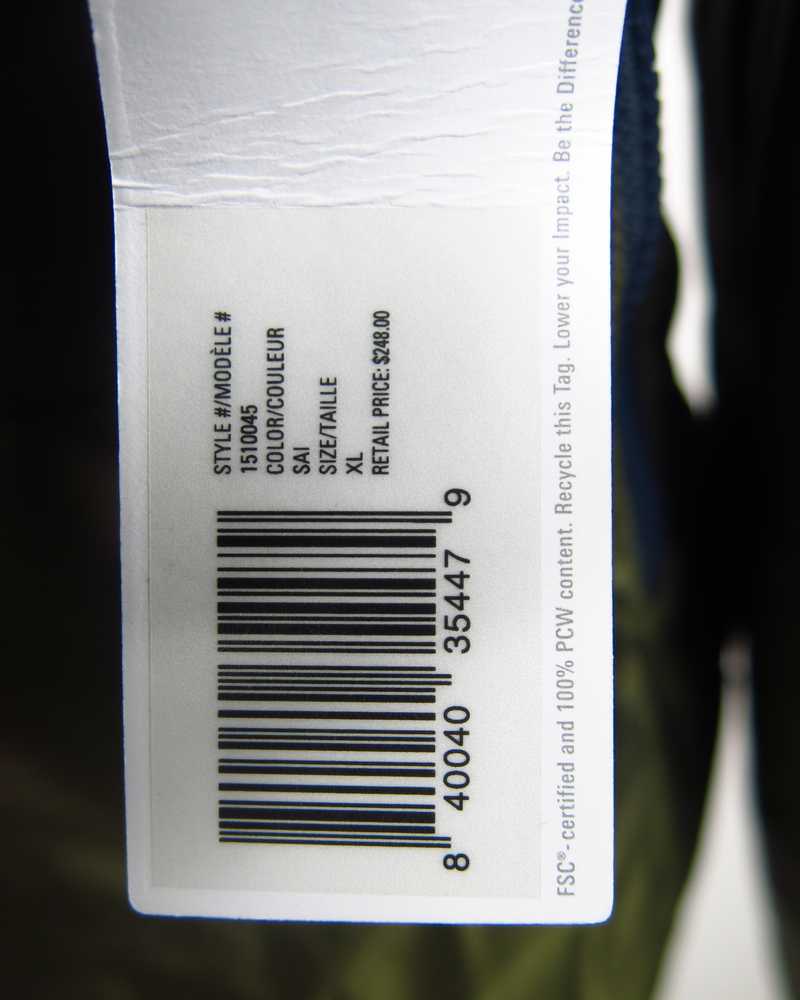 STYLE #/MODÈLE #
1510045
COLOR/COULEUR
SAI
SIZE/TAILLE
XL
RETAIL PRICE: $248.00
8 40040 35447 9
FSC®- certified and 100% PCW content. Recycle this Tag. Lower your Impact. Be the Difference